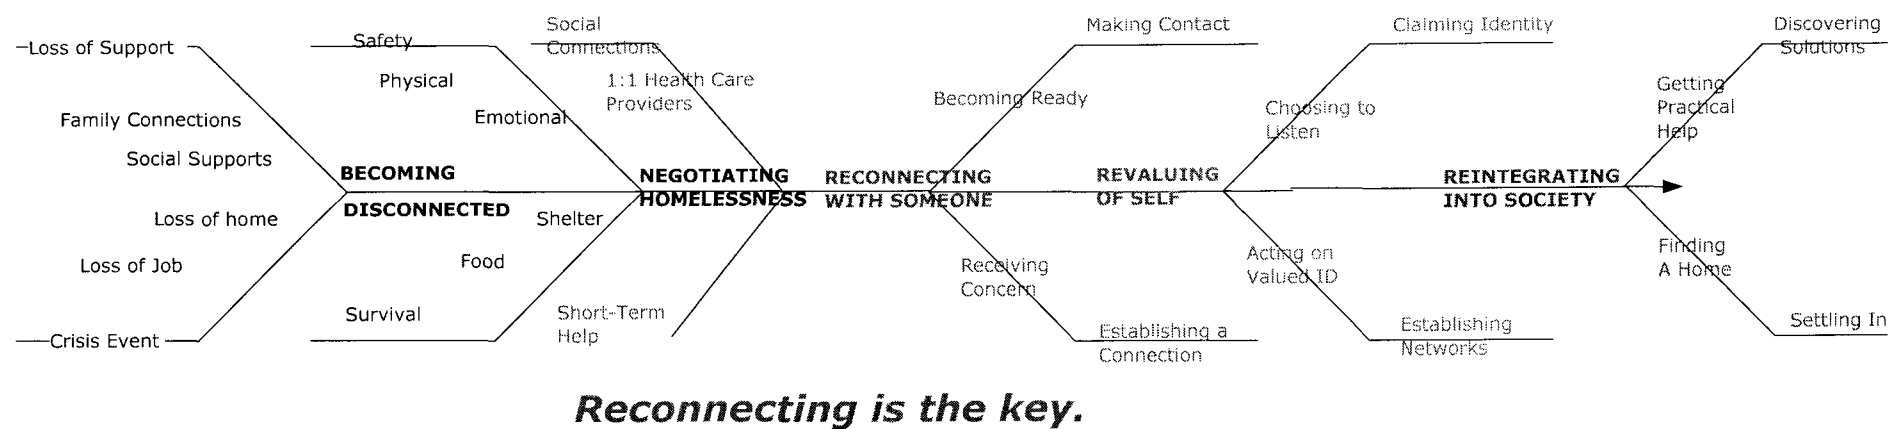 Loss of Support
Family Connections
Social Supports
Loss of home
Loss of Job
Crisis Event
BECOMING
DISCONNECTED
Safety
Physical
Emotional
Shelter
Food
Survival
Social
Connections
1:1 Health Care
Providers
NEGOTIATING
HOMELESSNESS
Short-Term
Help
RECONNECTING
WITH SOMEONE
Making Contact
Becoming Ready
Receiving
Concern
Establishing a
Connection
REVALUING
OF SELF
Claiming Identity
Choosing to
Listen
Acting on
Valued ID
Establishing
Networks
REINTEGRATING
INTO SOCIETY
Discovering
Solutions
Getting
Practical
Help
Finding
A Home
Settling In
Reconnecting is the key.